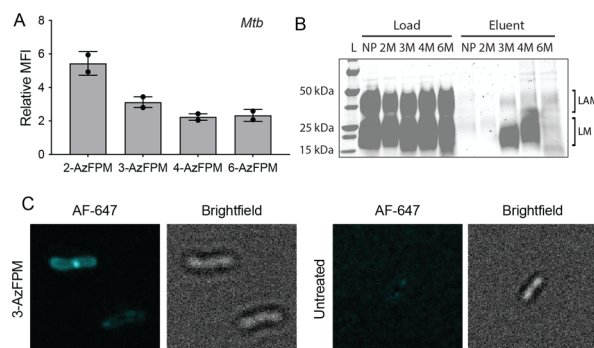 A
Mtb
Relative MFI
8
6
4
2
0
2-AzFPM 3-AzFPM 4-AzFPM 6-AzFPM
B
Load Eluent
L NP 2M 3M 4M 6M NP 2M 3M 4M 6M
50 kDa
25 kDa
15 kDa
LAM
LM
C
AF-647 Brightfield AF-647 Brightfield
3-AzFPM
Untreated